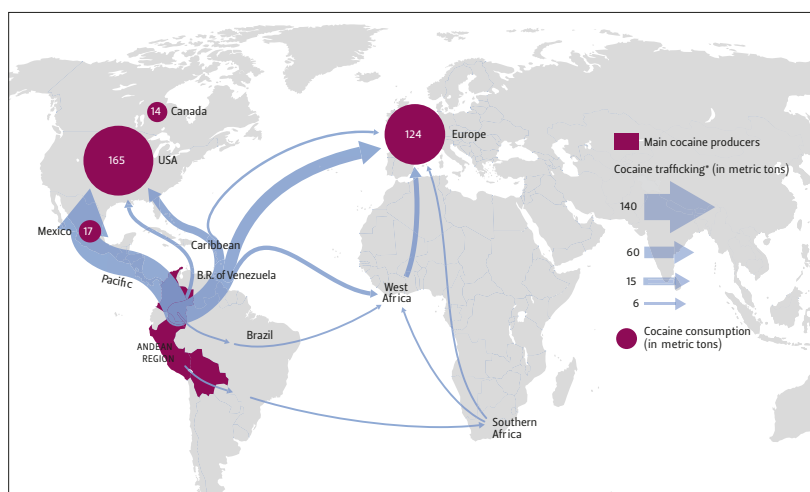 14
Canada
165
USA
124
Europe
Mexico
17
Caribbean
B.R. of Venezuela
Pacific
West
Africa
Brazil
ANDEAN
REGION
Southern
Africa
Main cocaine producers
Cocaine trafficking* (in metric tons)
140
60
15
6
Cocaine consumption
(in metric tons)